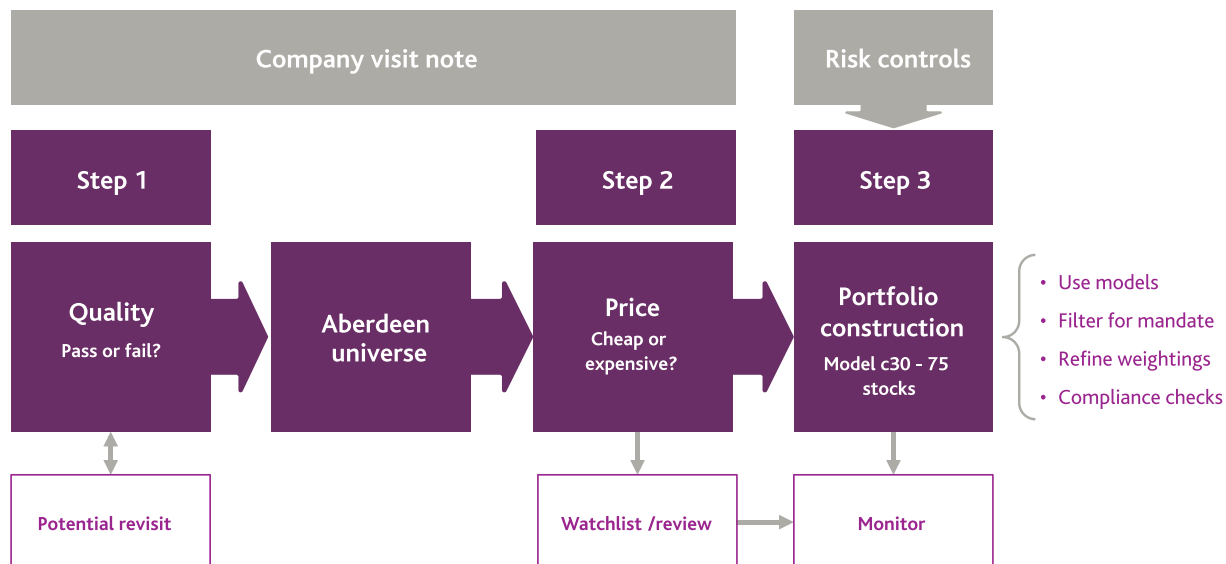 Company visit note
Risk controls
Step 1
Step 2
Step 3
Quality
Pass or fail?
Aberdeen
universe
Price
Cheap or
expensive?
Portfolio
construction
Model c30 - 75
stocks
• Use models
• Filter for mandate
• Refine weightings
• Compliance checks
Potential revisit
Watchlist /review
Monitor